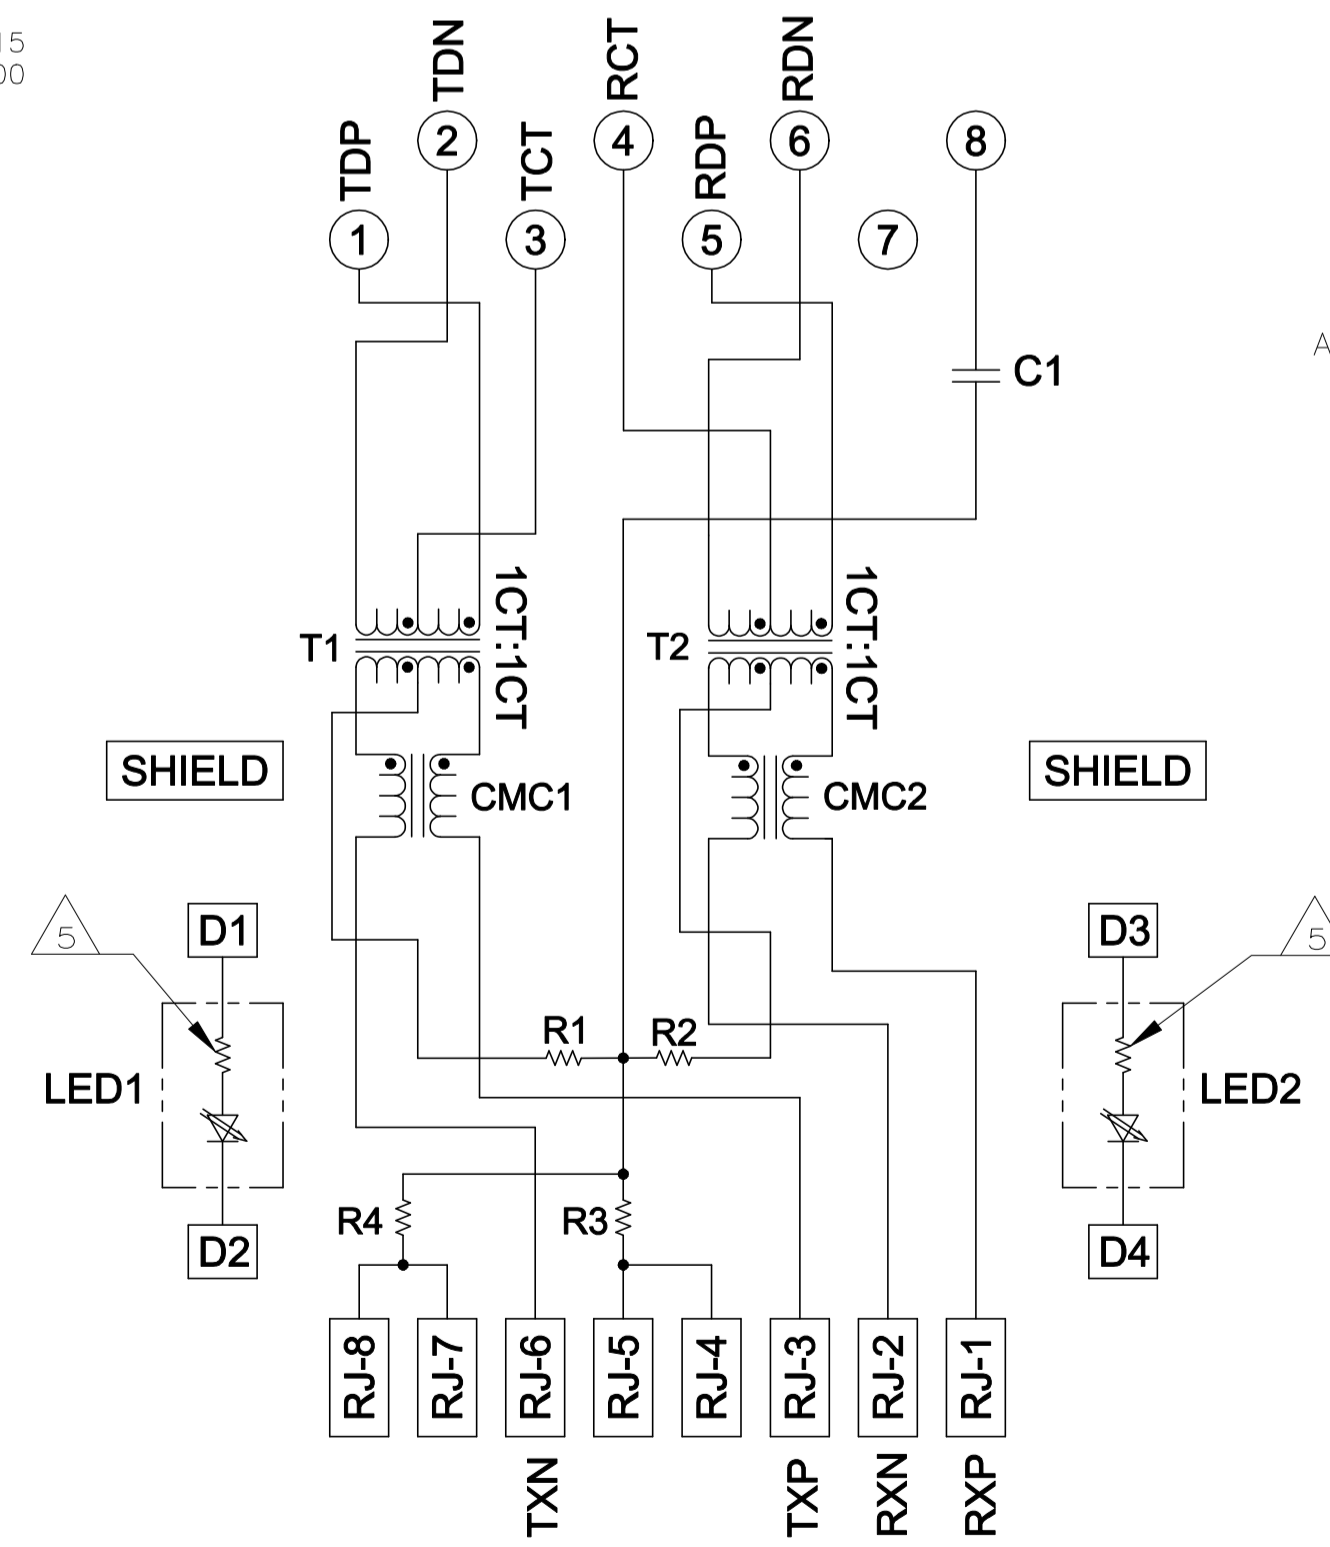 15
00
TDP
TDN
TCT
RCT
RDP
RDN
1
2
3
4
5
6
7
8
C1
A
T1
1CT:1CT
T2
1CT:1CT
SHIELD
CMC1
CMC2
SHIELD
5
D1
LED1
D2
5
D3
LED2
D4
R1
R2
R4
R3
RJ-8
RJ-7
RJ-6
RJ-5
RJ-4
RJ-3
RJ-2
RJ-1
TXN
TXP
RXN
RXP